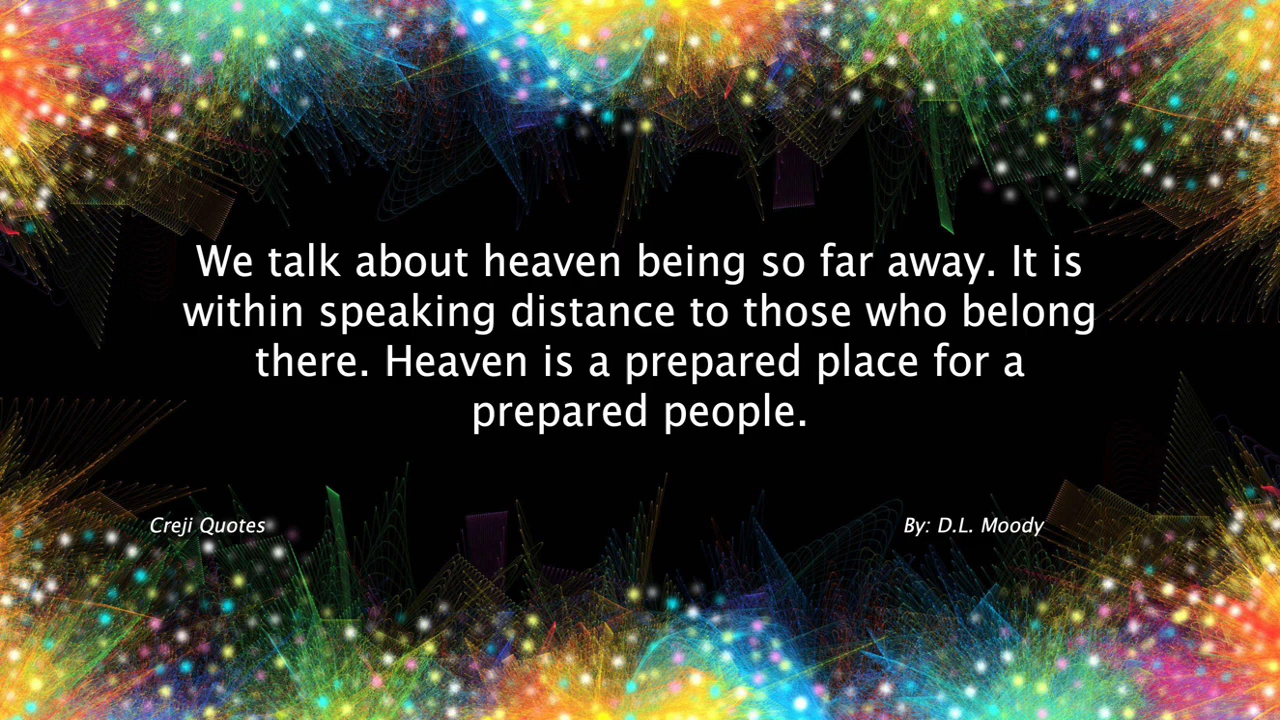 We talk about heaven being so far away. It is
within speaking distance to those who belong
there. Heaven is a prepared place for a
prepared people.
Creji Quotes
By: D.L. Moody